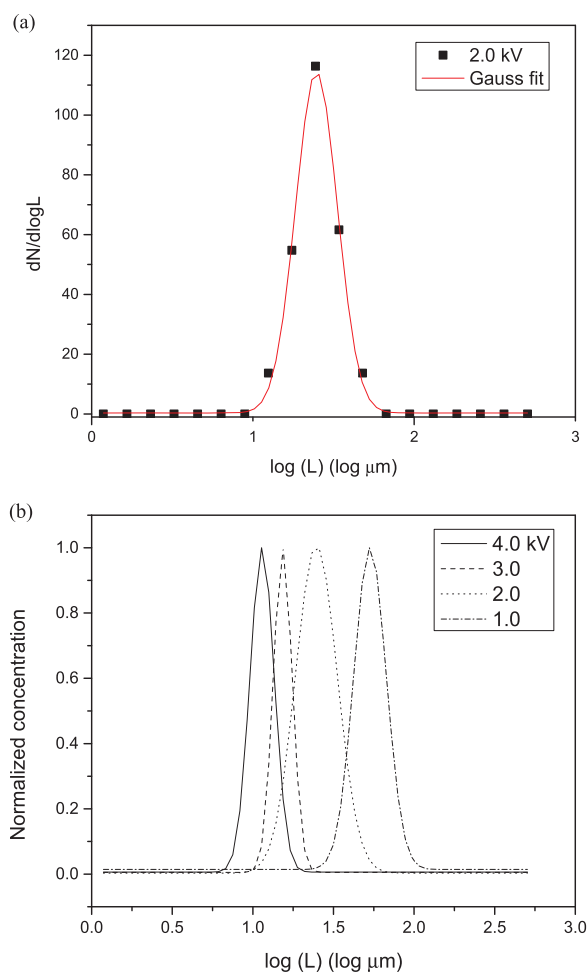 (a)
120
100
80
60
40
20
0
dN/dlogL
2.0 kV
Gauss fit
0 1 2 3
log (L) (log μm)
(b)
1.0
0.8
0.6
0.4
0.2
0.0
Normalized concentration
4.0 kV
3.0
2.0
1.0
0.0 0.5 1.0 1.5 2.0 2.5 3.0
log (L) (log μm)